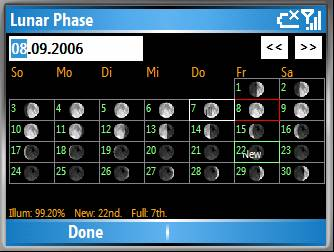 Lunar Phase
08.09.2006 << >>
So Mo Di Mi Do Fr Sa
1 2
3 4 5 6 7 8 9
10 11 12 13 14 15 16
17 18 19 20 21 22 23
New
24 25 26 27 28 29 30
Illum: 99.20% New: 22nd. Full: 7th.
Done